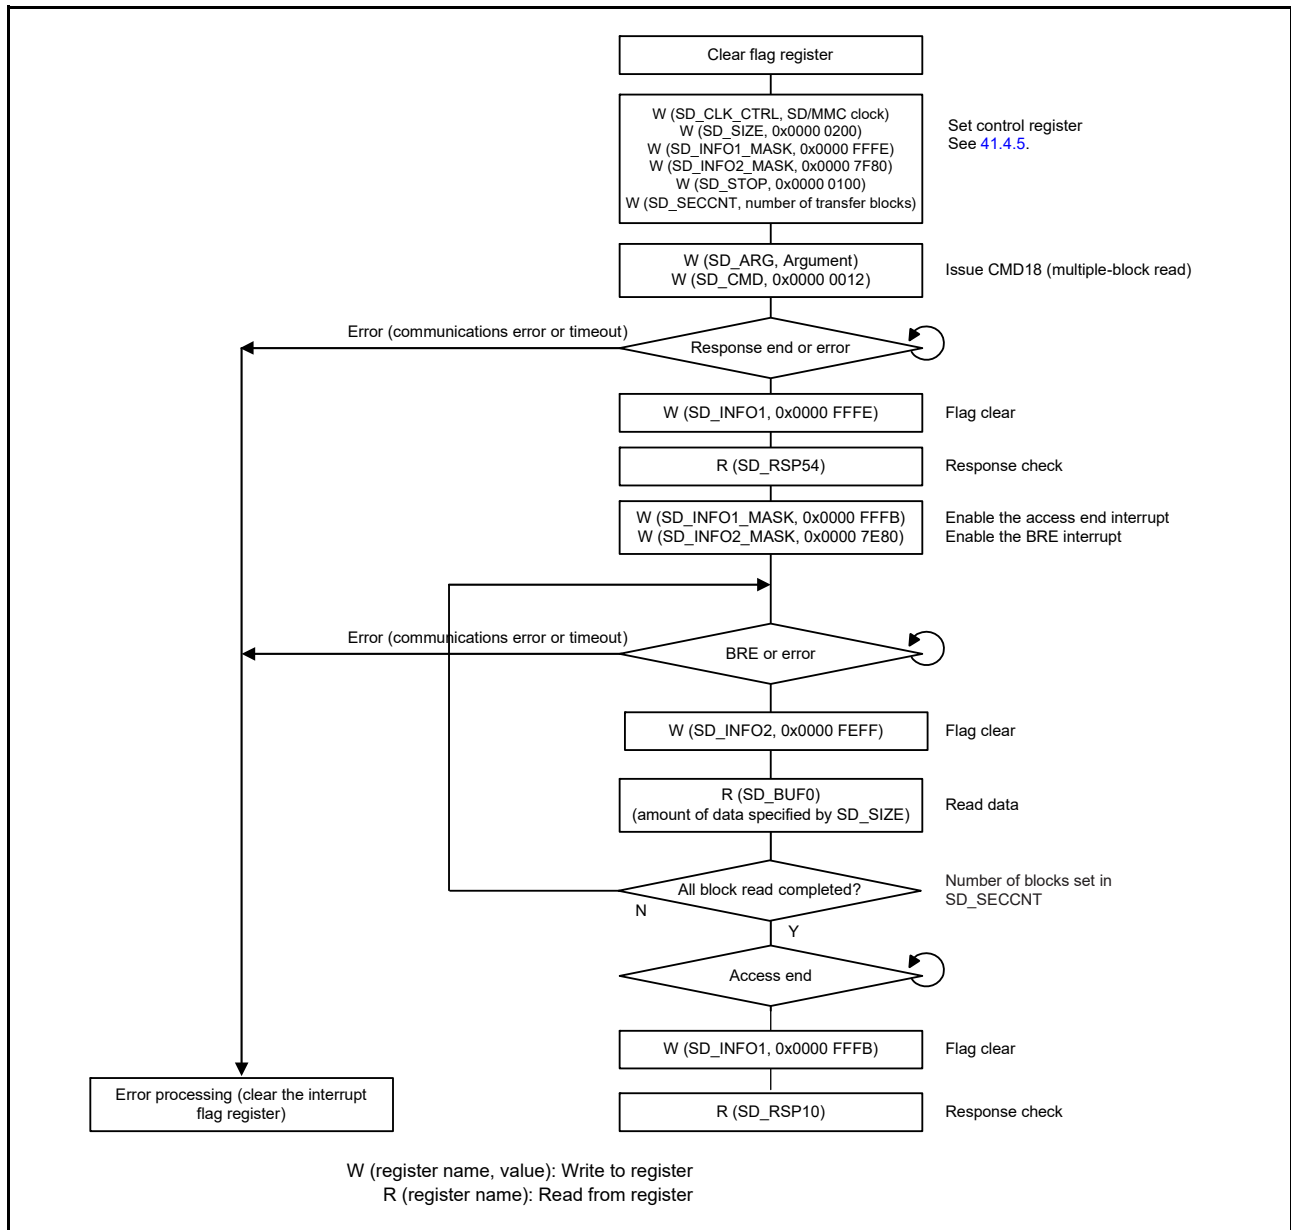 Clear flag register
W (SD_CLK_CTRL, SD/MMC clock)
W (SD_SIZE, 0x0000 0200)
W (SD_INFO1_MASK, 0x0000 FFFE)
W (SD_INFO2_MASK, 0x0000 7F80)
W (SD_STOP, 0x0000 0100)
W (SD_SECCNT, number of transfer blocks)
Set control register
See 41.4.5.
W (SD_ARG, Argument)
W (SD_CMD, 0x0000 0012)
Issue CMD18 (multiple-block read)
Error (communications error or timeout)
Response end or error
W (SD_INFO1, 0x0000 FFFE)
Flag clear
R (SD_RSP54)
Response check
W (SD_INFO1_MASK, 0x0000 FFFB)
W (SD_INFO2_MASK, 0x0000 7E80)
Enable the access end interrupt
Enable the BRE interrupt
Error (communications error or timeout)
BRE or error
W (SD_INFO2, 0x0000 FEFF)
Flag clear
R (SD_BUF0)
(amount of data specified by SD_SIZE)
Read data
All block read completed?
Number of blocks set in
SD_SECCNT
N
Y
Access end
W (SD_INFO1, 0x0000 FFFB)
Flag clear
Error processing (clear the interrupt
flag register)
R (SD_RSP10)
Response check
W (register name, value): Write to register
R (register name): Read from register